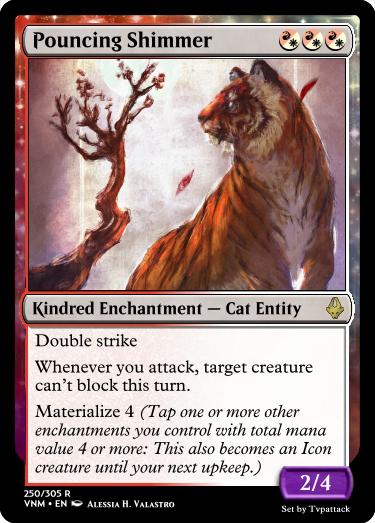 Pouncing Shimmer
Kindred Enchantment — Cat Entity
Double strike
Whenever you attack, target creature
can't block this turn.
Materialize 4 (Tap one or more other
enchantments you control with total mana
value 4 or more: This also becomes an Icon
creature until your next upkeep.)
2/4
250/305 R
VNM • EN Alessia H. Valastro
Set by Tvpattack